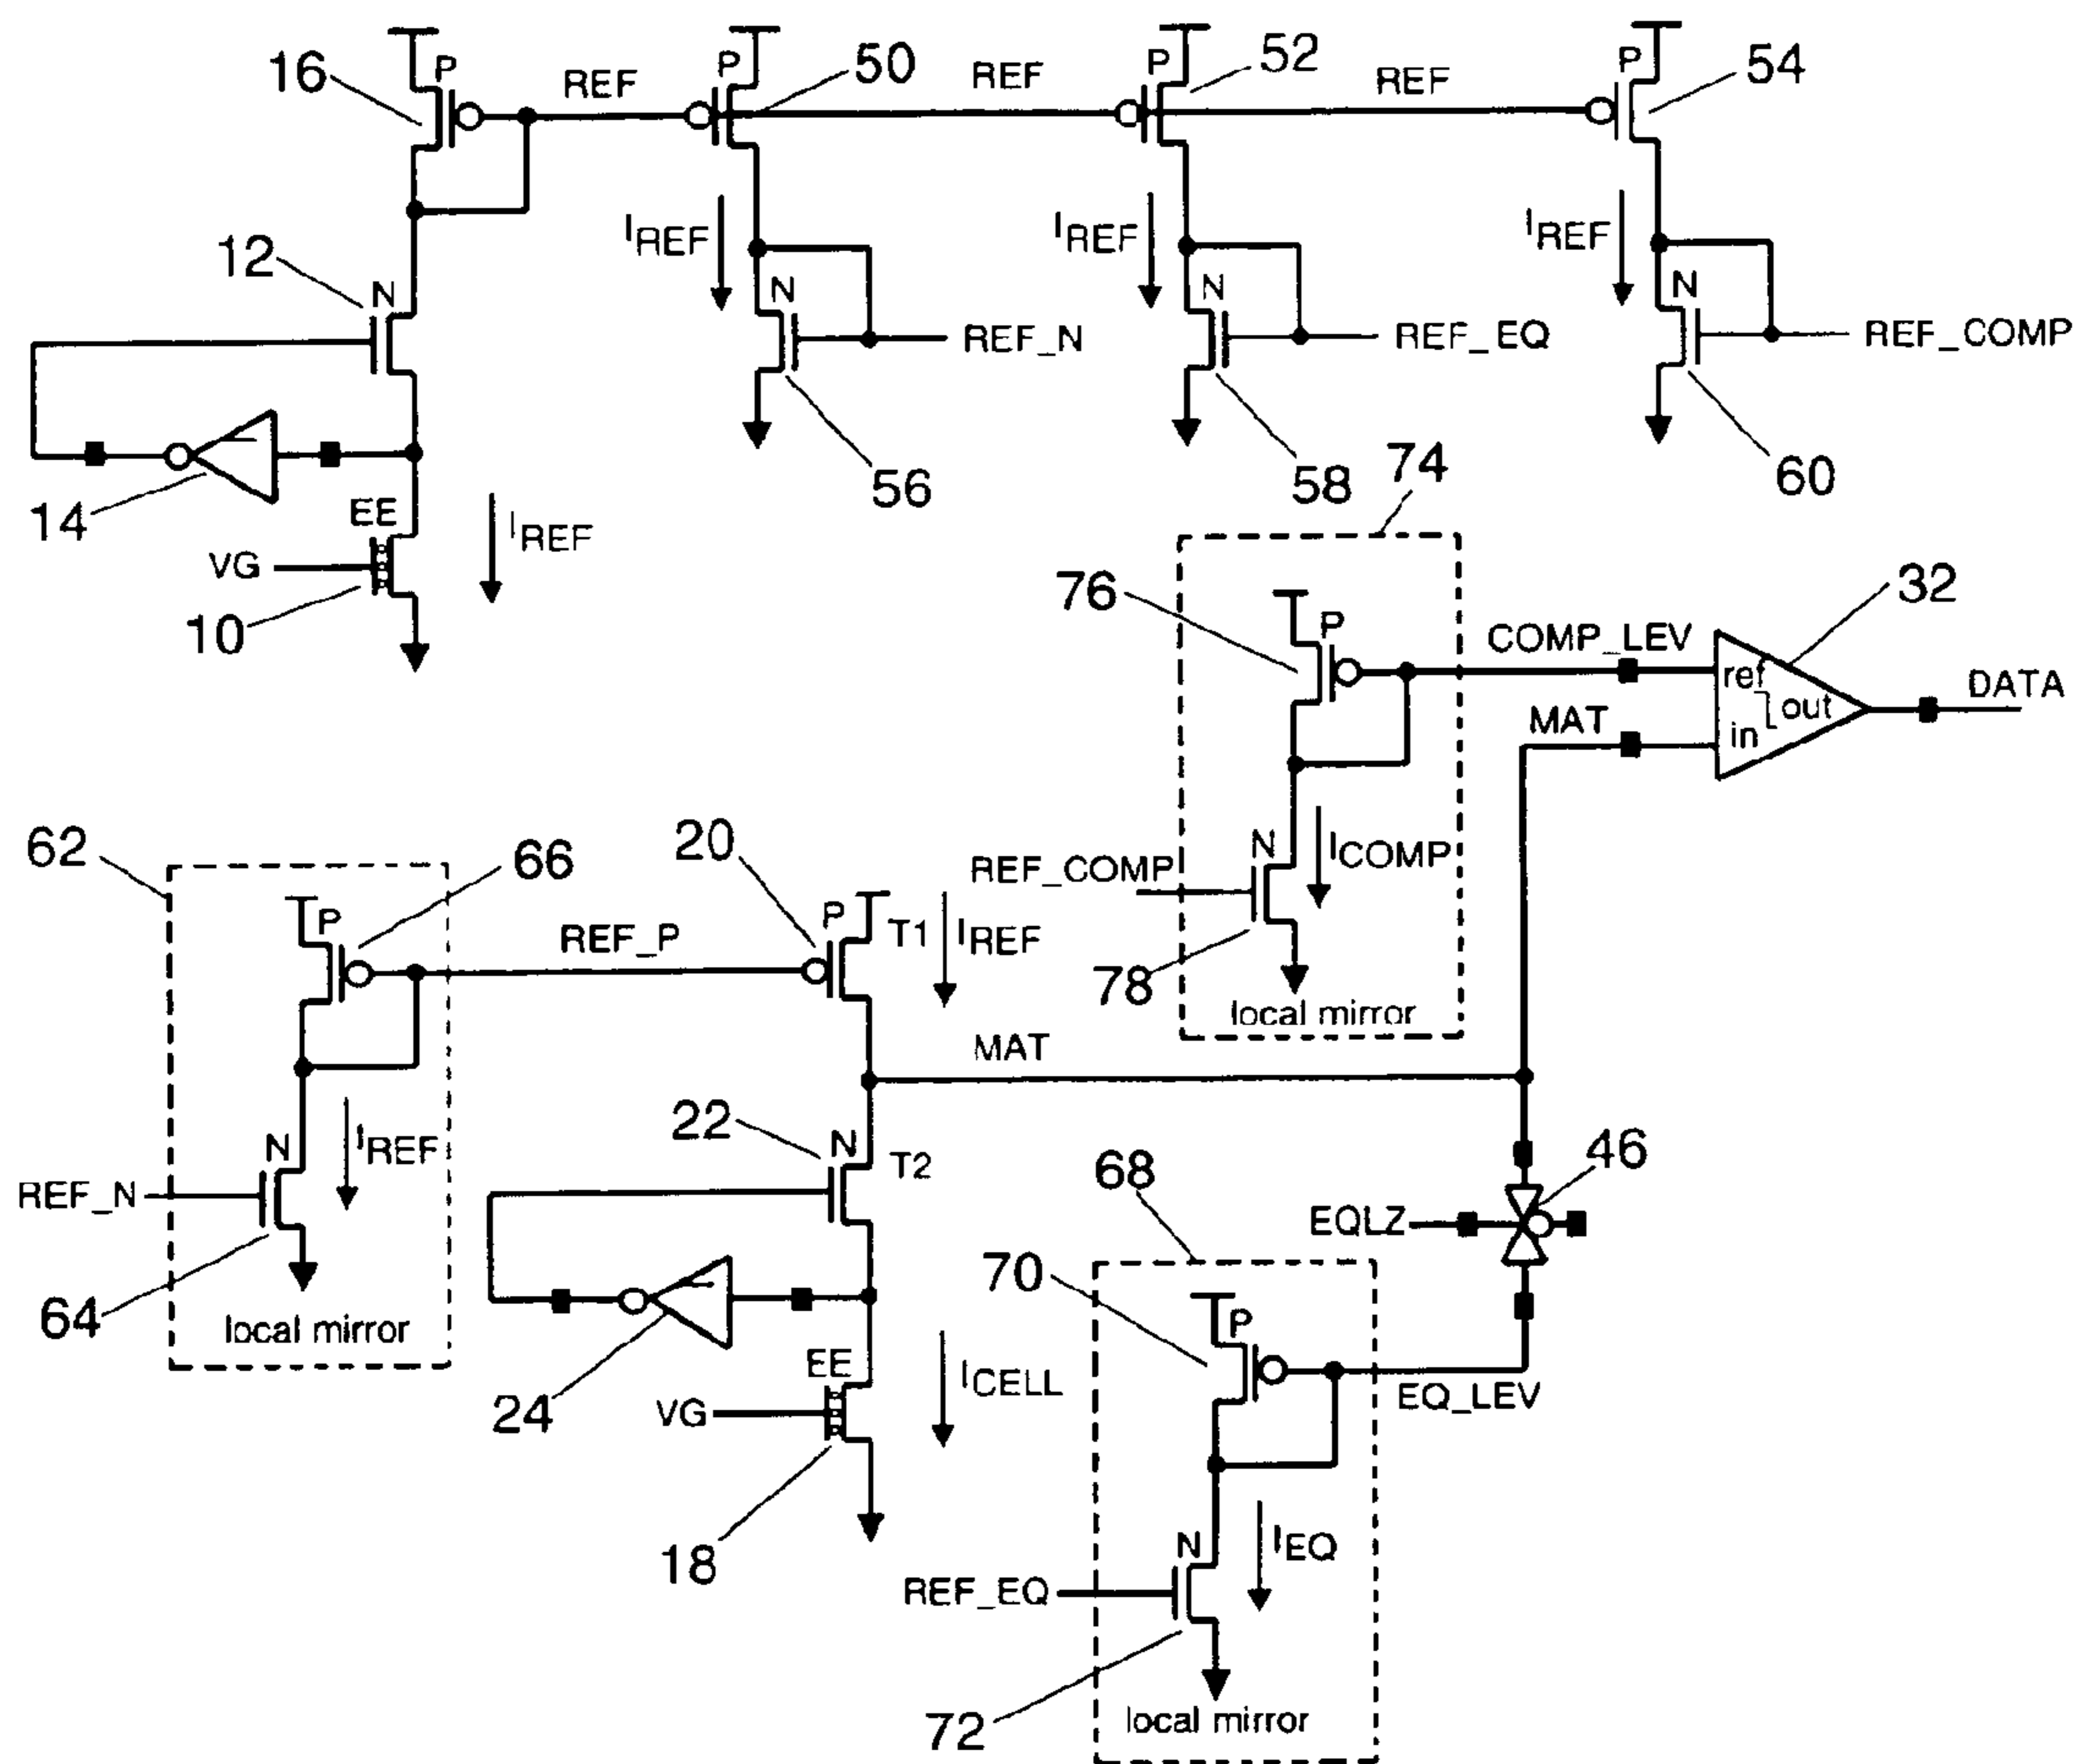 16
P
REF
P
50
REF
P
52
REF
P
54
12
N
IREF
N
REF_N
IREF
N
REF_EQ
IREF
N
REF_COMP
14
EE
VG
10
IREF
56
58
60
74
76
P
COMP_LEV
32
ref
out
in
DATA
MAT
62
66
P
REF_P
20
P
T1
IREF
REF_COMP
N
ICOMP
78
local mirror
MAT
22
N
T2
REF_N
N
IREF
64
local mirror
68
46
EQLZ
24
EE
VG
ICELL
18
70
P
EQ_LEV
N
IEQ
REF_EQ
72
local mirror